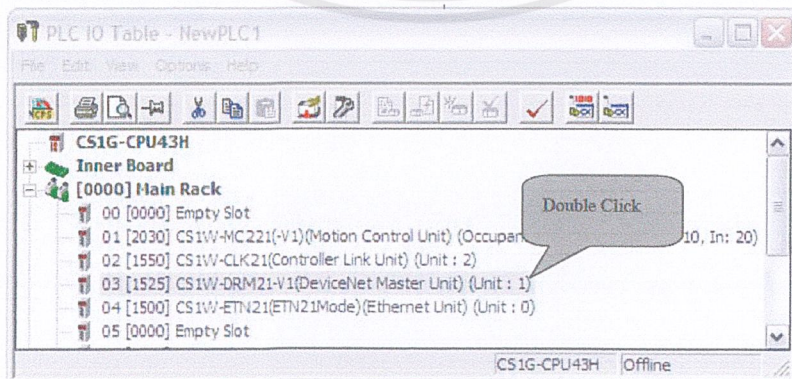 PLC IO Table - NewPLC1
File Edit View Options Help
NCPS
CS1G-CPU43H
Inner Board
[0000] Main Rack
00 [0000] Empty Slot
01 [2030] CS1W-MC221(-V1)(Motion Control Unit) (Occupan 10, In: 20)
02 [1550] CS1W-CLK21(Controller Link Unit) (Unit : 2)
03 [1525] CS1W-DRM21-V1(DeviceNet Master Unit) (Unit : 1)
04 [1500] CS1W-ETN21(ETN21Mode)(Ethernet Unit) (Unit : 0)
05 [0000] Empty Slot
Double Click
CS1G-CPU43H Offline